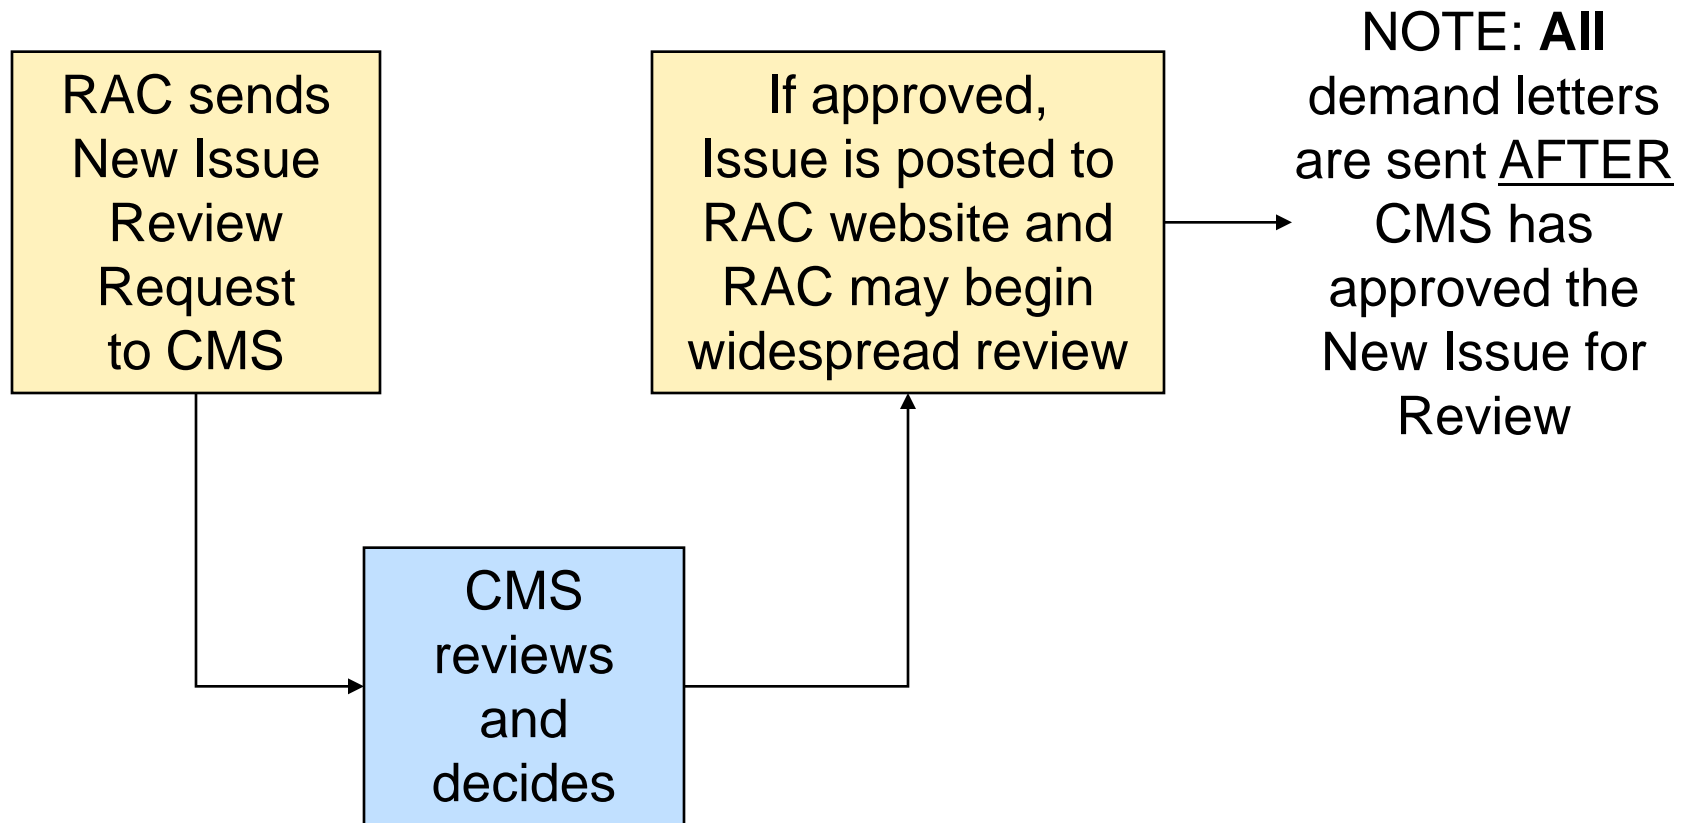 RAC sends
New Issue
Review
Request
to CMS
CMS
reviews
and
decides
If approved,
Issue is posted to
RAC website and
RAC may begin
widespread review
NOTE: All
demand letters
are sent AFTER
CMS has
approved the
New Issue for
Review